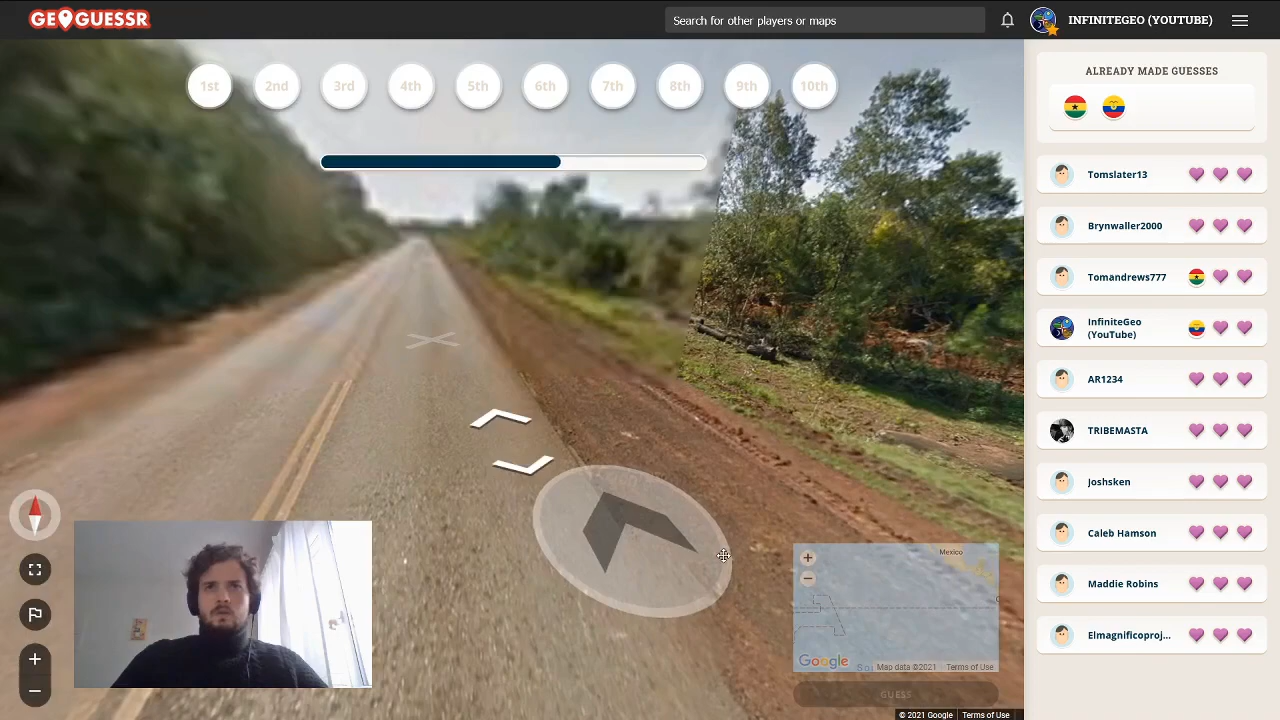 GEOGUESSR
Search for other players or maps
INFINITEGEO (YOUTUBE)
1st 2nd 3rd 4th 5th 6th 7th 8th 9th 10th
ALREADY MADE GUESSES
Tomslater13
Brynwaller2000
Tomandrews777
InfiniteGeo
(YouTube)
AR1234
TRIBEMASTA
Joshsken
Caleb Hamson
Maddie Robins
Elmagnificoproj...
Mexico
Google
Map data ©2021 Terms of Use
GUESS
© 2021 Google Terms of Use